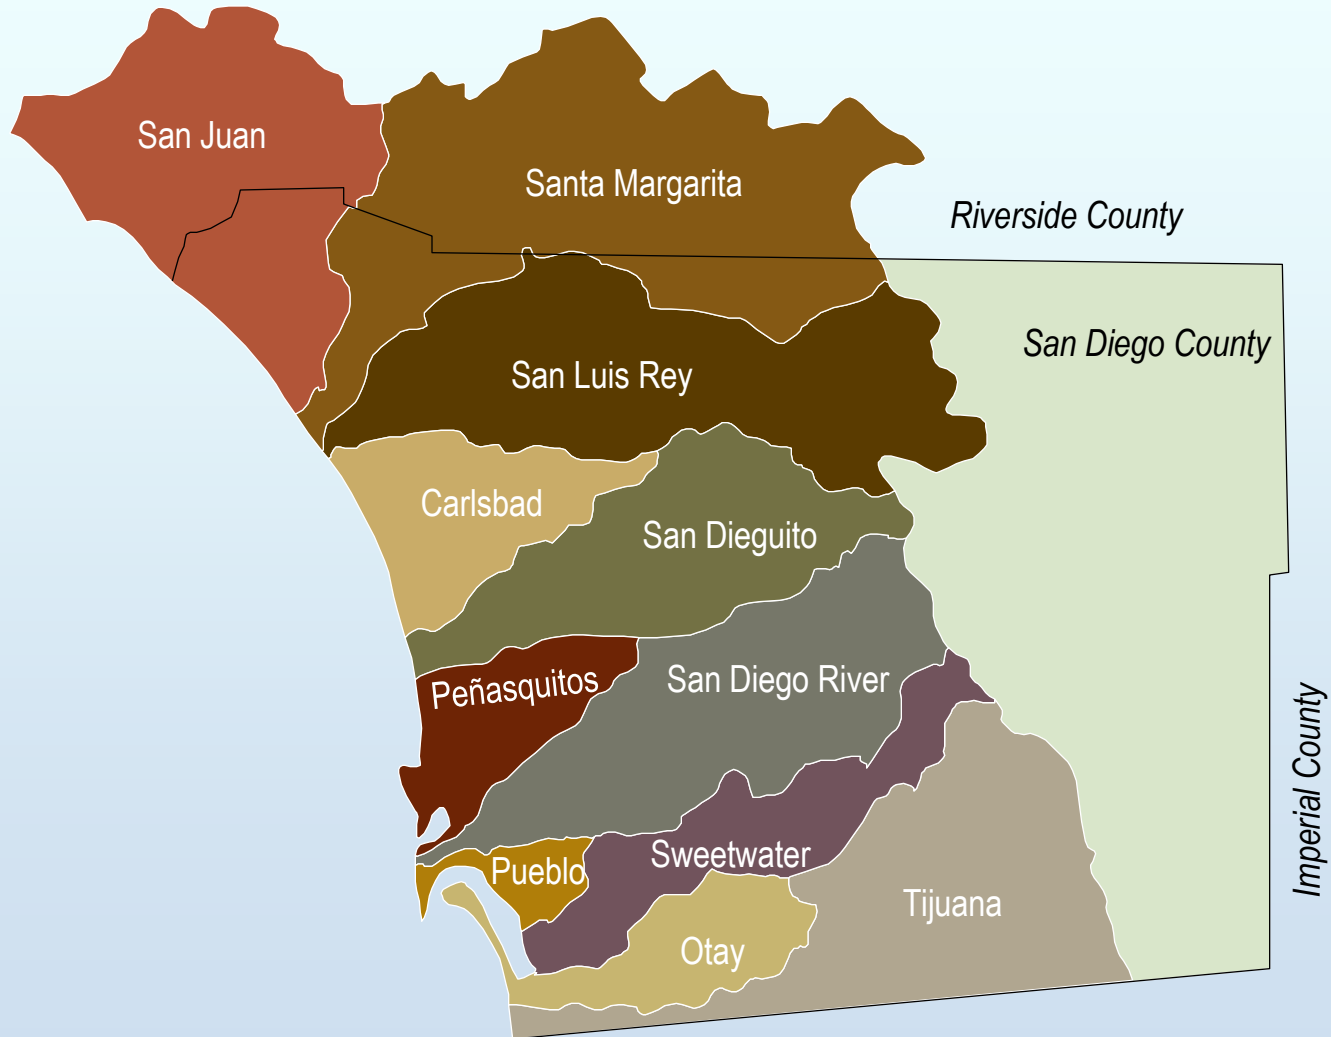 San Juan
Santa Margarita
Riverside County
San Diego County
San Luis Rey
Carlsbad
San Dieguito
Peñasquitos
San Diego River
Imperial County
Pueblo
Sweetwater
Tijuana
Otay